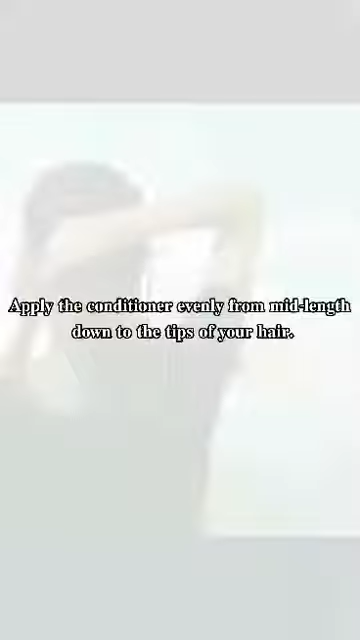 Apply the conditioner evenly from mid-length
down to the tips of your hair.